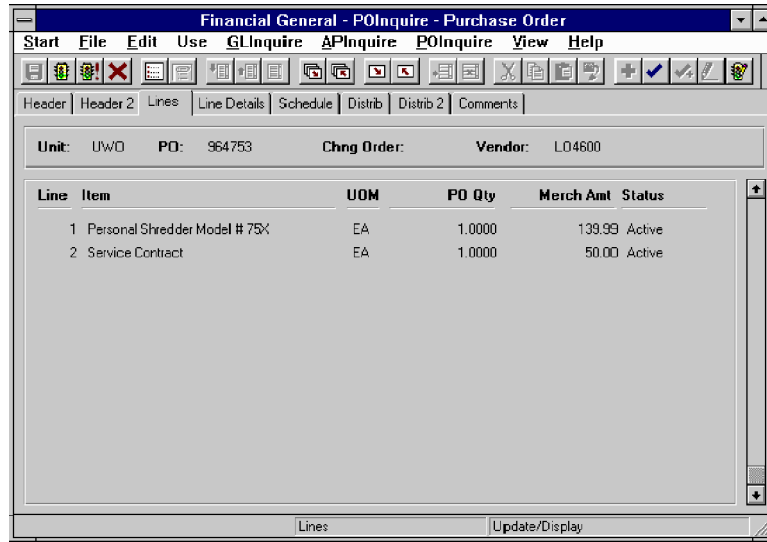 Financial General - POInquire - Purchase Order
Start File Edit Use GLInquire APInquire POInquire View Help
Header Header 2 Lines Line Details Schedule Distrib Distrib 2 Comments
Unit: UWO PO: 964753 Chng Order: Vendor: LO4600
Line Item UOM PO Qty Merch Amt Status
1 Personal Shredder Model # 75X EA 1.0000 139.99 Active
2 Service Contract EA 1.0000 50.00 Active
Lines Update/Display